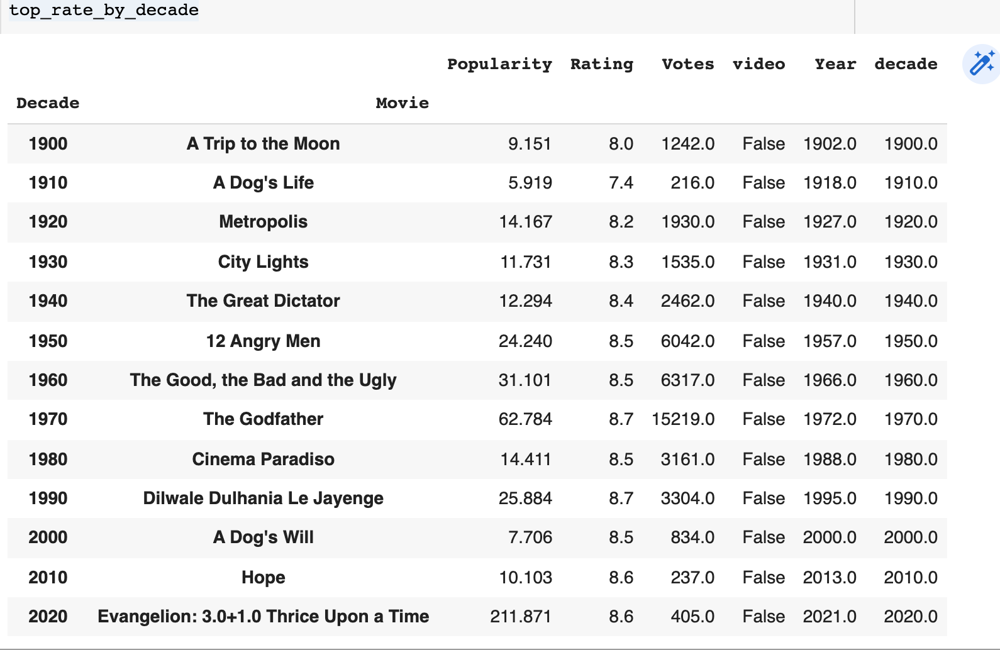 top_rate_by_decade
Popularity Rating Votes video Year decade
Decade Movie
1900 A Trip to the Moon 9.151 8.0 1242.0 False 1902.0 1900.0
1910 A Dog's Life 5.919 7.4 216.0 False 1918.0 1910.0
1920 Metropolis 14.167 8.2 1930.0 False 1927.0 1920.0
1930 City Lights 11.731 8.3 1535.0 False 1931.0 1930.0
1940 The Great Dictator 12.294 8.4 2462.0 False 1940.0 1940.0
1950 12 Angry Men 24.240 8.5 6042.0 False 1957.0 1950.0
1960 The Good, the Bad and the Ugly 31.101 8.5 6317.0 False 1966.0 1960.0
1970 The Godfather 62.784 8.7 15219.0 False 1972.0 1970.0
1980 Cinema Paradiso 14.411 8.5 3161.0 False 1988.0 1980.0
1990 Dilwale Dulhania Le Jayenge 25.884 8.7 3304.0 False 1995.0 1990.0
2000 A Dog's Will 7.706 8.5 834.0 False 2000.0 2000.0
2010 Hope 10.103 8.6 237.0 False 2013.0 2010.0
2020 Evangelion: 3.0+1.0 Thrice Upon a Time 211.871 8.6 405.0 False 2021.0 2020.0